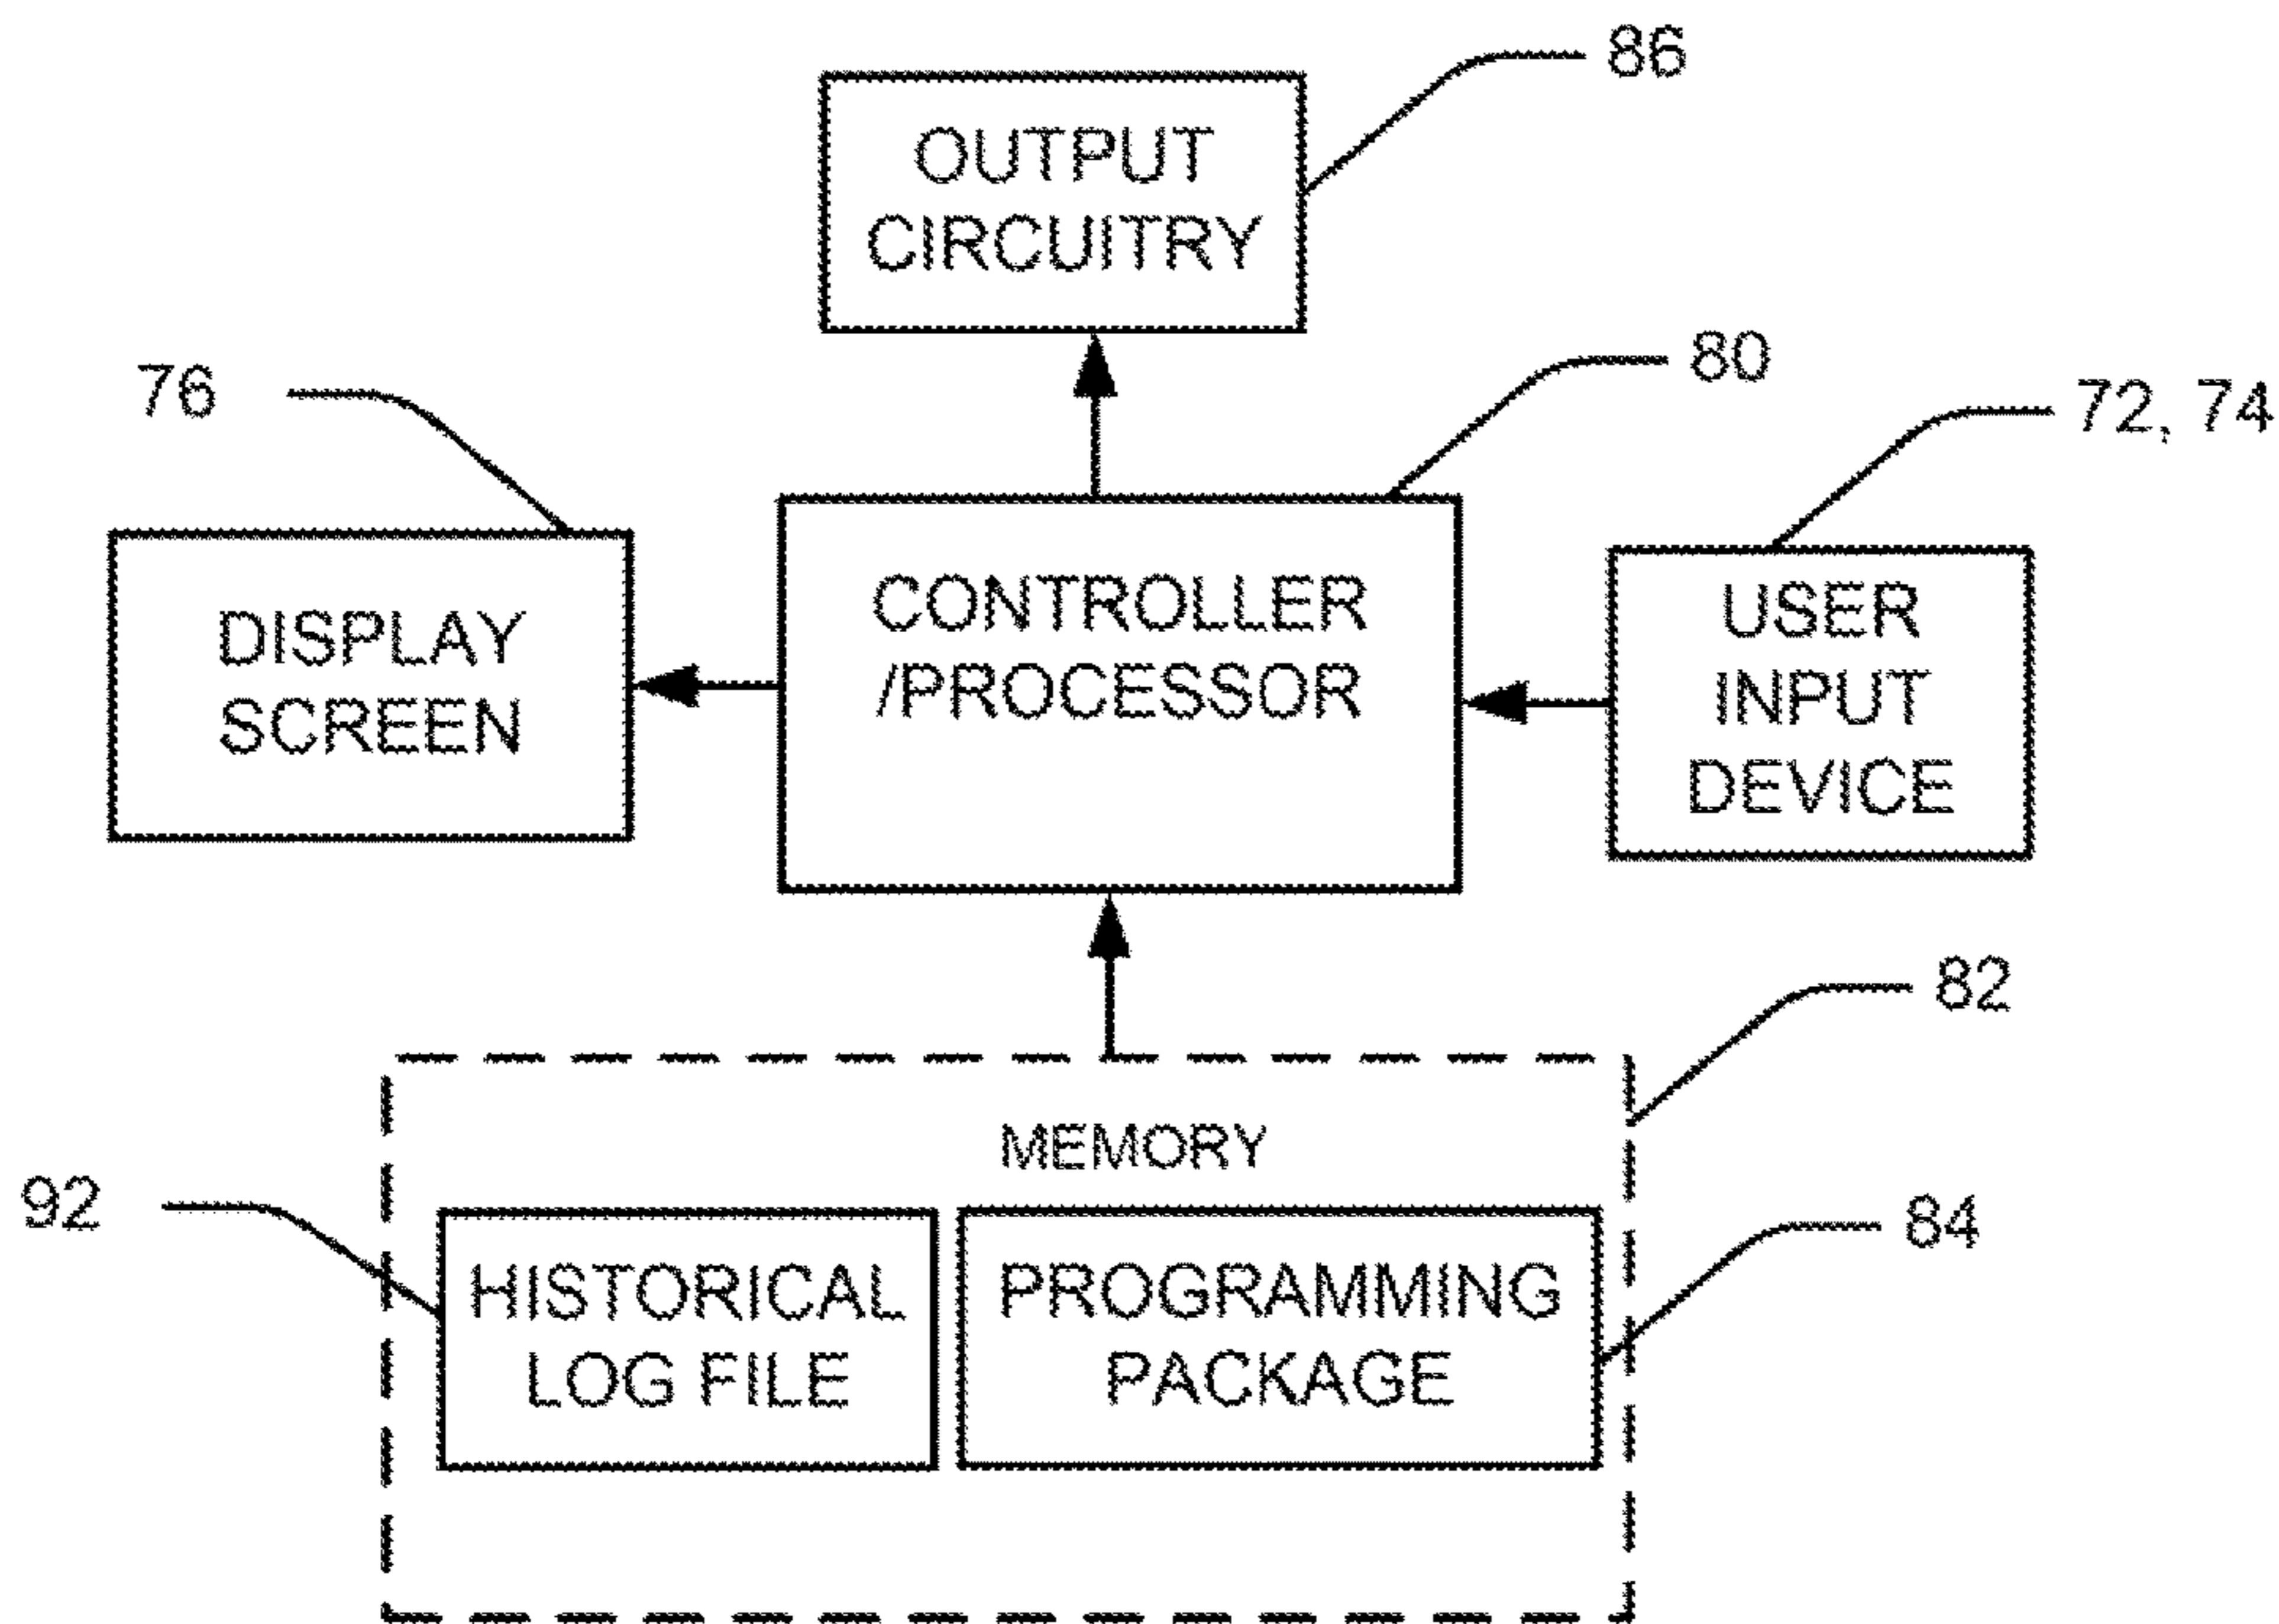 86
OUTPUT
CIRCUITRY
80
76
72, 74
CONTROLLER
/PROCESSOR
DISPLAY
SCREEN
USER
INPUT
DEVICE
82
MEMORY
92
84
HISTORICAL
LOG FILE
PROGRAMMING
PACKAGE